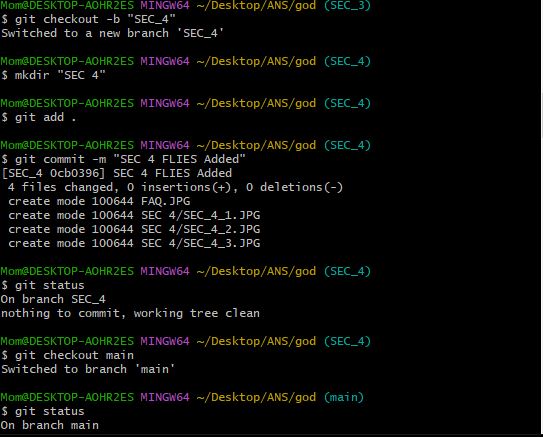 Mom@DESKTOP-AOHR2ES MINGW64 ~/Desktop/ANS/god (SEC_3)
$ git checkout -b "SEC_4"
Switched to a new branch 'SEC_4'
Mom@DESKTOP-AOHR2ES MINGW64 ~/Desktop/ANS/god (SEC_4)
$ mkdir "SEC 4"
Mom@DESKTOP-AOHR2ES MINGW64 ~/Desktop/ANS/god (SEC_4)
$ git add .
Mom@DESKTOP-AOHR2ES MINGW64 ~/Desktop/ANS/god (SEC_4)
$ git commit -m "SEC 4 FLIES Added"
[SEC_4 0cb0396] SEC 4 FLIES Added
4 files changed, 0 insertions(+), 0 deletions(-)
create mode 100644 FAQ.JPG
create mode 100644 SEC 4/SEC_4_1.JPG
create mode 100644 SEC 4/SEC_4_2.JPG
create mode 100644 SEC 4/SEC_4_3.JPG
Mom@DESKTOP-AOHR2ES MINGW64 ~/Desktop/ANS/god (SEC_4)
$ git status
On branch SEC_4
nothing to commit, working tree clean
Mom@DESKTOP-AOHR2ES MINGW64 ~/Desktop/ANS/god (SEC_4)
$ git checkout main
Switched to branch 'main'
Mom@DESKTOP-AOHR2ES MINGW64 ~/Desktop/ANS/god (main)
$ git status
On branch main